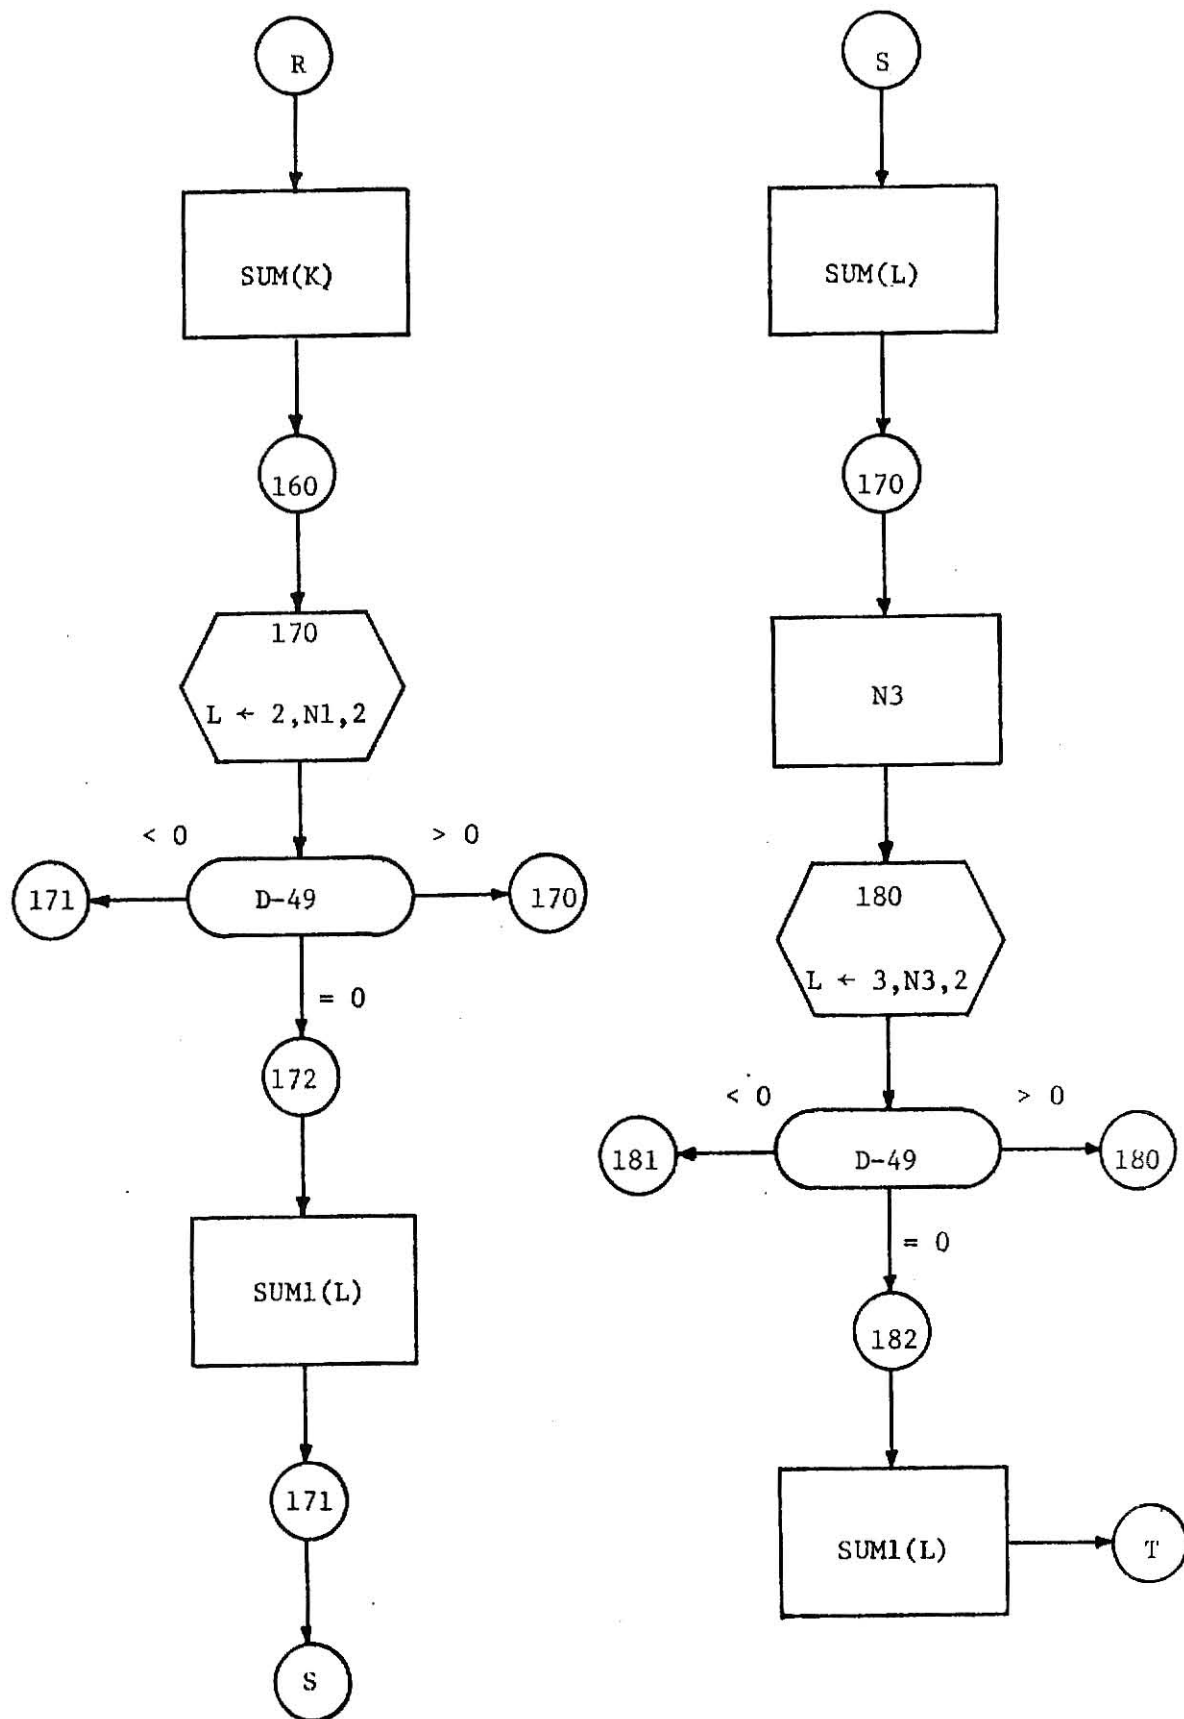 R
SUM(K)
160
170
L ← 2,N1,2
< 0
> 0
171
D-49
170
= 0
172
SUM1(L)
171
S
S
SUM(L)
170
N3
180
L ← 3,N3,2
< 0
> 0
181
D-49
180
= 0
182
SUM1(L)
T